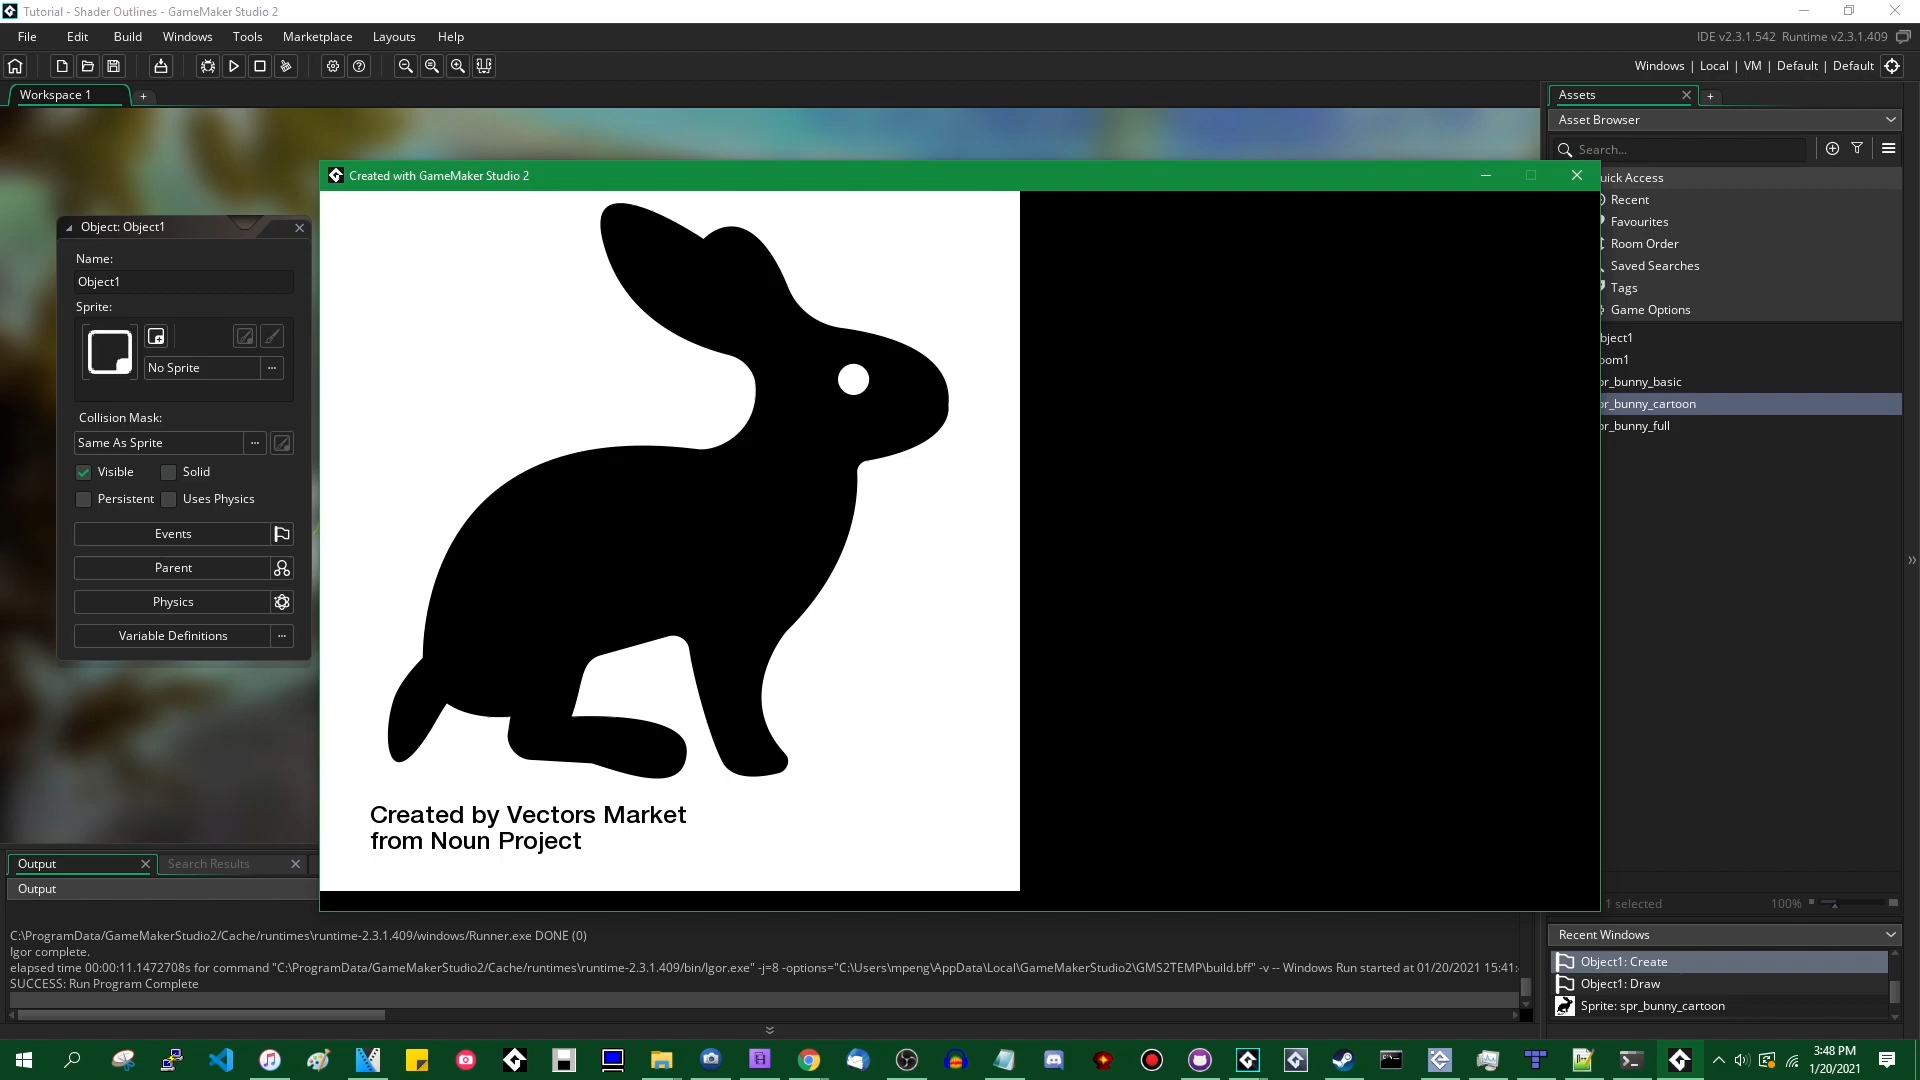 Tutorial - Shader Outlines - GameMaker Studio 2
File Edit Build Windows Tools Marketplace Layouts Help
IDE v2.3.1.542 Runtime v2.3.1.409
Windows | Local | VM | Default | Default
Workspace 1
Assets
Asset Browser
Search...
Created with GameMaker Studio 2
uick Access
Recent
Favourites
Room Order
Saved Searches
Tags
Game Options
bject1
oom1
pr_bunny_basic
pr_bunny_cartoon
pr_bunny_full
Object: Object1
Name:
Object1
Sprite:
No Sprite
Collision Mask:
Same As Sprite
Visible Solid
Persistent Uses Physics
Events
Parent
Physics
Variable Definitions
Created by Vectors Market
from Noun Project
Output Search Results
Output
C:\ProgramData/GameMakerStudio2/Cache/runtimes\runtime-2.3.1.409/windows/Runner.exe DONE (0)
Igor complete.
elapsed time 00:00:11.1472708s for command "C:\ProgramData/GameMakerStudio2/Cache/runtimes\runtime-2.3.1.409/bin/Igor.exe" -j=8 -options="C:\Users\mpeng\AppData\Local\GameMakerStudio2\GMS2TEMP\build.bff" -v -- Windows Run started at 01/20/2021 15:41:
SUCCESS: Run Program Complete
1 selected
100%
Recent Windows
Object1: Create
Object1: Draw
Sprite: spr_bunny_cartoon
3:48 PM
1/20/2021